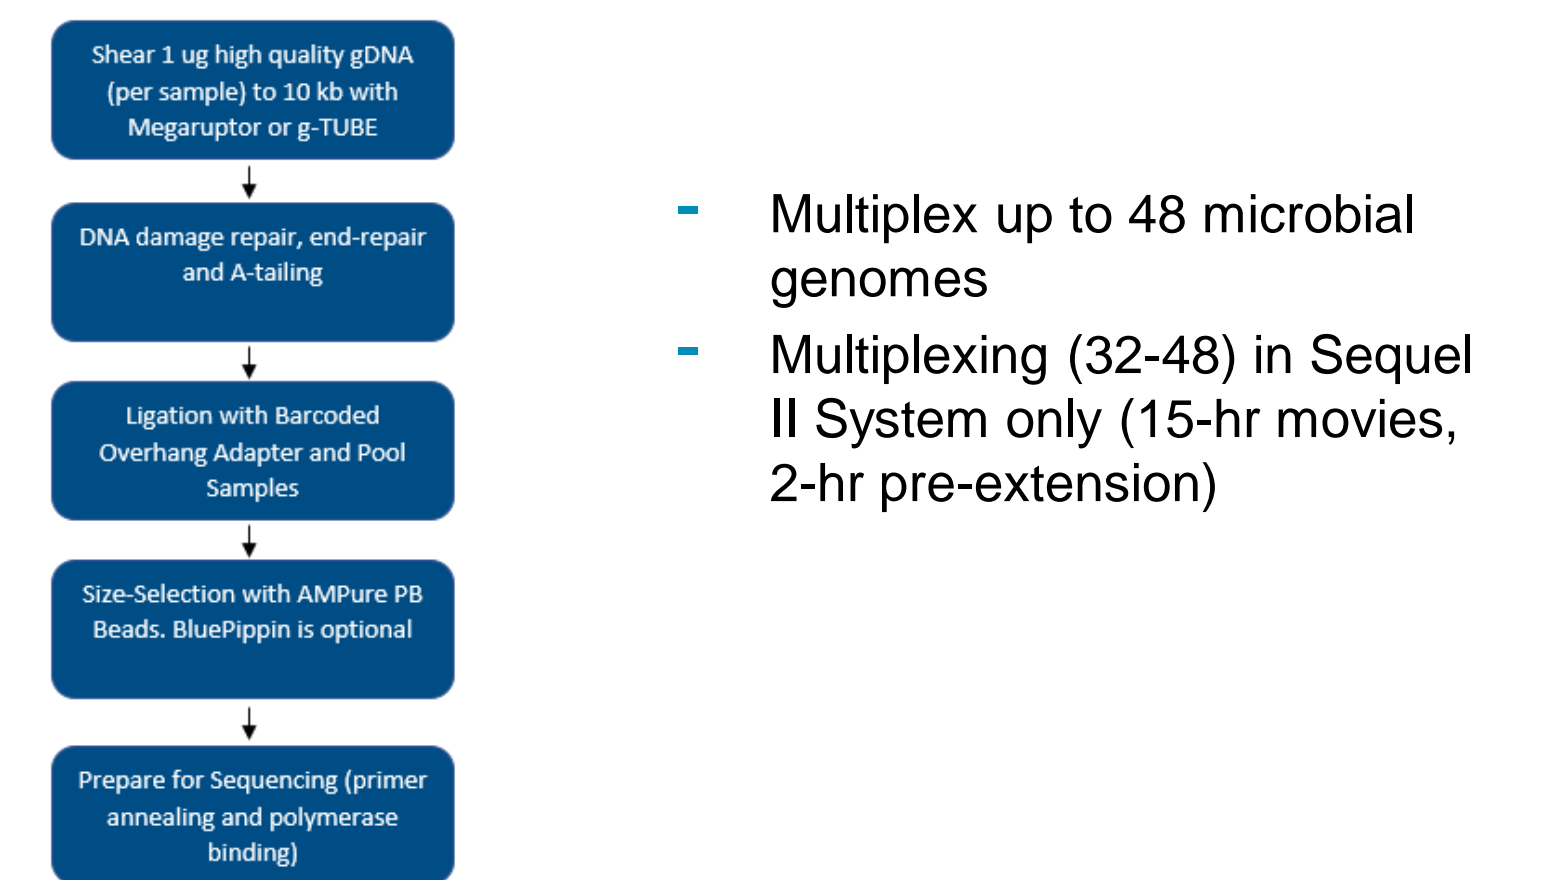 Shear 1 ug high quality gDNA
(per sample) to 10 kb with
Megaruptor or g-TUBE
DNA damage repair, end-repair
and A-tailing
Ligation with Barcoded
Overhang Adapter and Pool
Samples
Size-Selection with AMPure PB
Beads. BluePippin is optional
Prepare for Sequencing (primer
annealing and polymerase
binding)
- Multiplex up to 48 microbial
genomes
- Multiplexing (32-48) in Sequel
II System only (15-hr movies,
2-hr pre-extension)